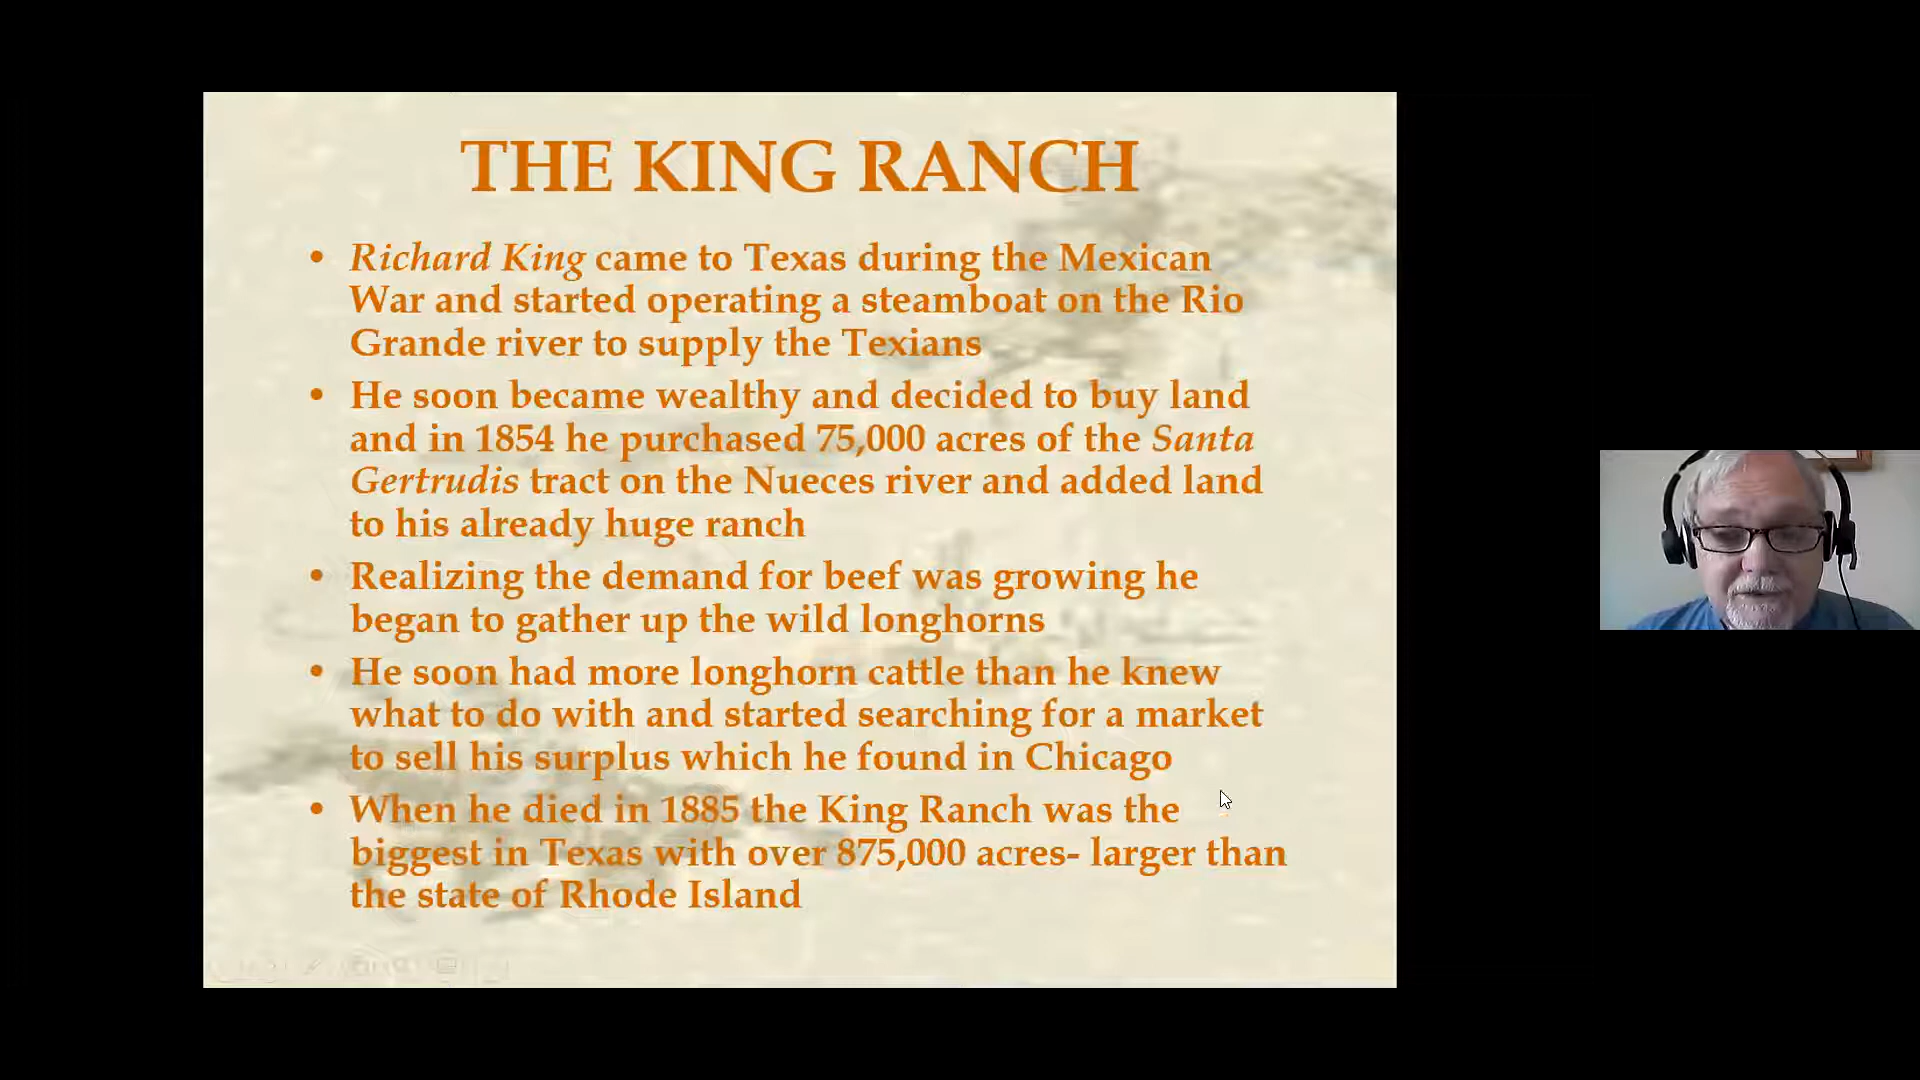 THE KING RANCH
• Richard King came to Texas during the Mexican
War and started operating a steamboat on the Rio
Grande river to supply the Texians
• He soon became wealthy and decided to buy land
and in 1854 he purchased 75,000 acres of the Santa
Gertrudis tract on the Nueces river and added land
to his already huge ranch
• Realizing the demand for beef was growing he
began to gather up the wild longhorns
• He soon had more longhorn cattle than he knew
what to do with and started searching for a market
to sell his surplus which he found in Chicago
• When he died in 1885 the King Ranch was the
biggest in Texas with over 875,000 acres- larger than
the state of Rhode Island